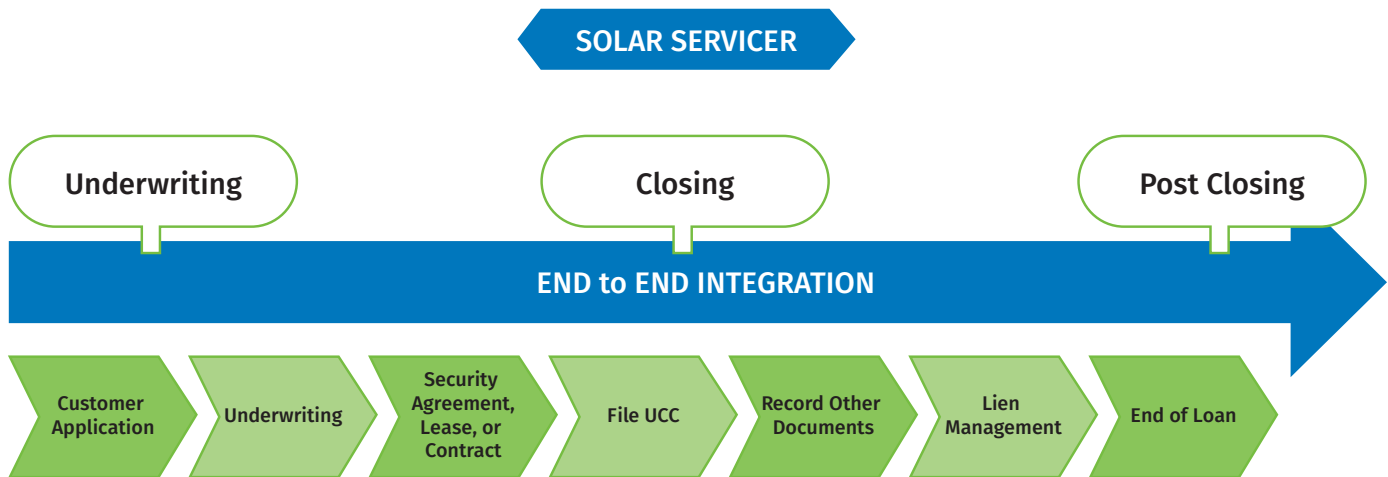 SOLAR SERVICER
Underwriting
Closing
Post Closing
END to END INTEGRATION
Customer
Application
Underwriting
Security
Agreement,
Lease, or
Contract
File UCC
Record Other
Documents
Lien
Management
End of Loan